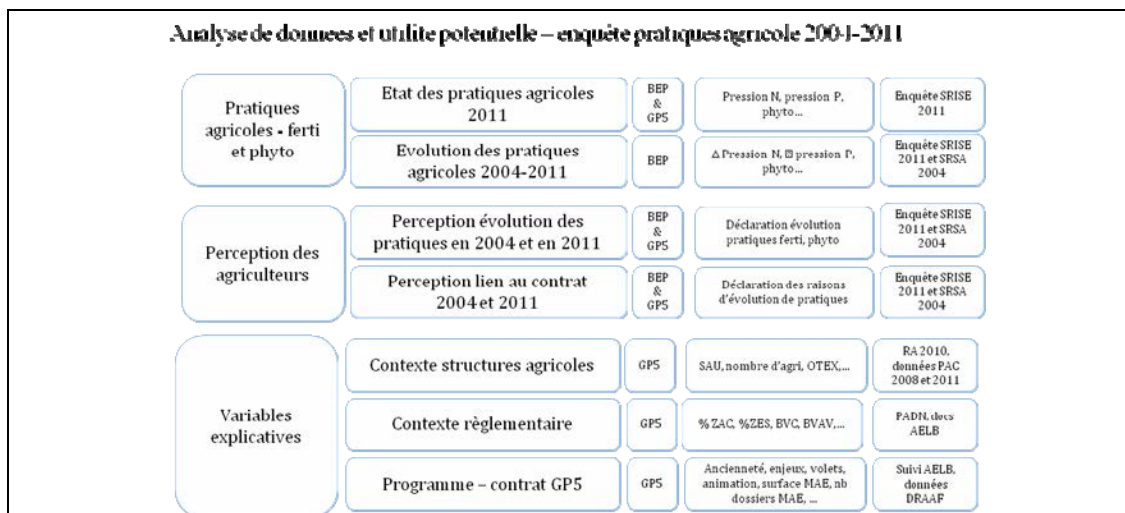 Analyse de donnees et utilite potentielle – enquête pratiques agricole 2004-2011
Pratiques
agricoles - ferti
et phyto
Etat des pratiques agricoles
2011
BEP
&
GP5
Pression N, pression P,
phyto...
Enquête SRISE
2011
Evolution des pratiques
agricoles 2004-2011
BEP
Δ Pression N, pression P,
phyto...
Enquête SRISE
2011 et SRSA
2004
Perception des
agriculteurs
Perception évolution des
pratiques en 2004 et en 2011
BEP
&
GP5
Déclaration évolution
pratiques ferti, phyto
Enquête SRISE
2011 et SRSA
2004
Perception lien au contrat
2004 et 2011
BEP
&
GP5
Déclaration des raisons
d'évolution de pratiques
Enquête SRISE
2011 et SRSA
2004
Variables
explicatives
Contexte structures agricoles
GP5
SAU, nombre d'agri, OTEX,...
RA 2010,
données PAC
2008 et 2011
Contexte règlementaire
GP5
% ZAC, %ZES, BVC, BVAV,...
PADN, docs
AELB
Programme – contrat GP5
GP5
Ancienneté, enjeux, volets,
animation, surface MAE, nb
dossiers MAE, ...
Suivi AELB,
données
DRAAF